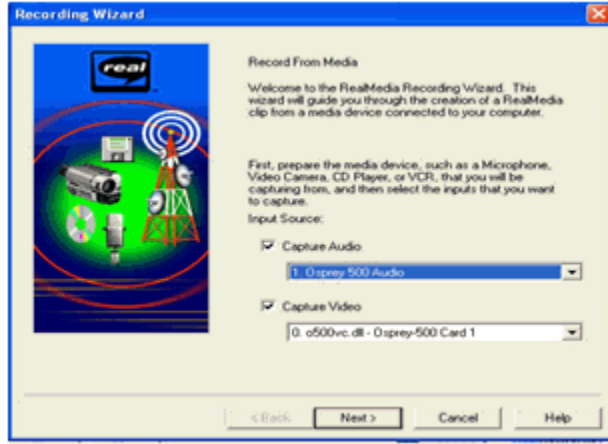 Recording Wizard
real
Record From Media
Welcome to the RealMedia Recording Wizard. This
wizard will guide you through the creation of a RealMedia
clip from a media device connected to your computer.
First, prepare the media device, such as a Microphone,
Video Camera, CD Player, or VCR, that you will be
capturing from, and then select the inputs that you want
to capture.
Input Source:
Capture Audio
1. Osprey 500 Audio
Capture Video
0. o500vc.dll - Osprey-500 Card 1
< Back
Next >
Cancel
Help